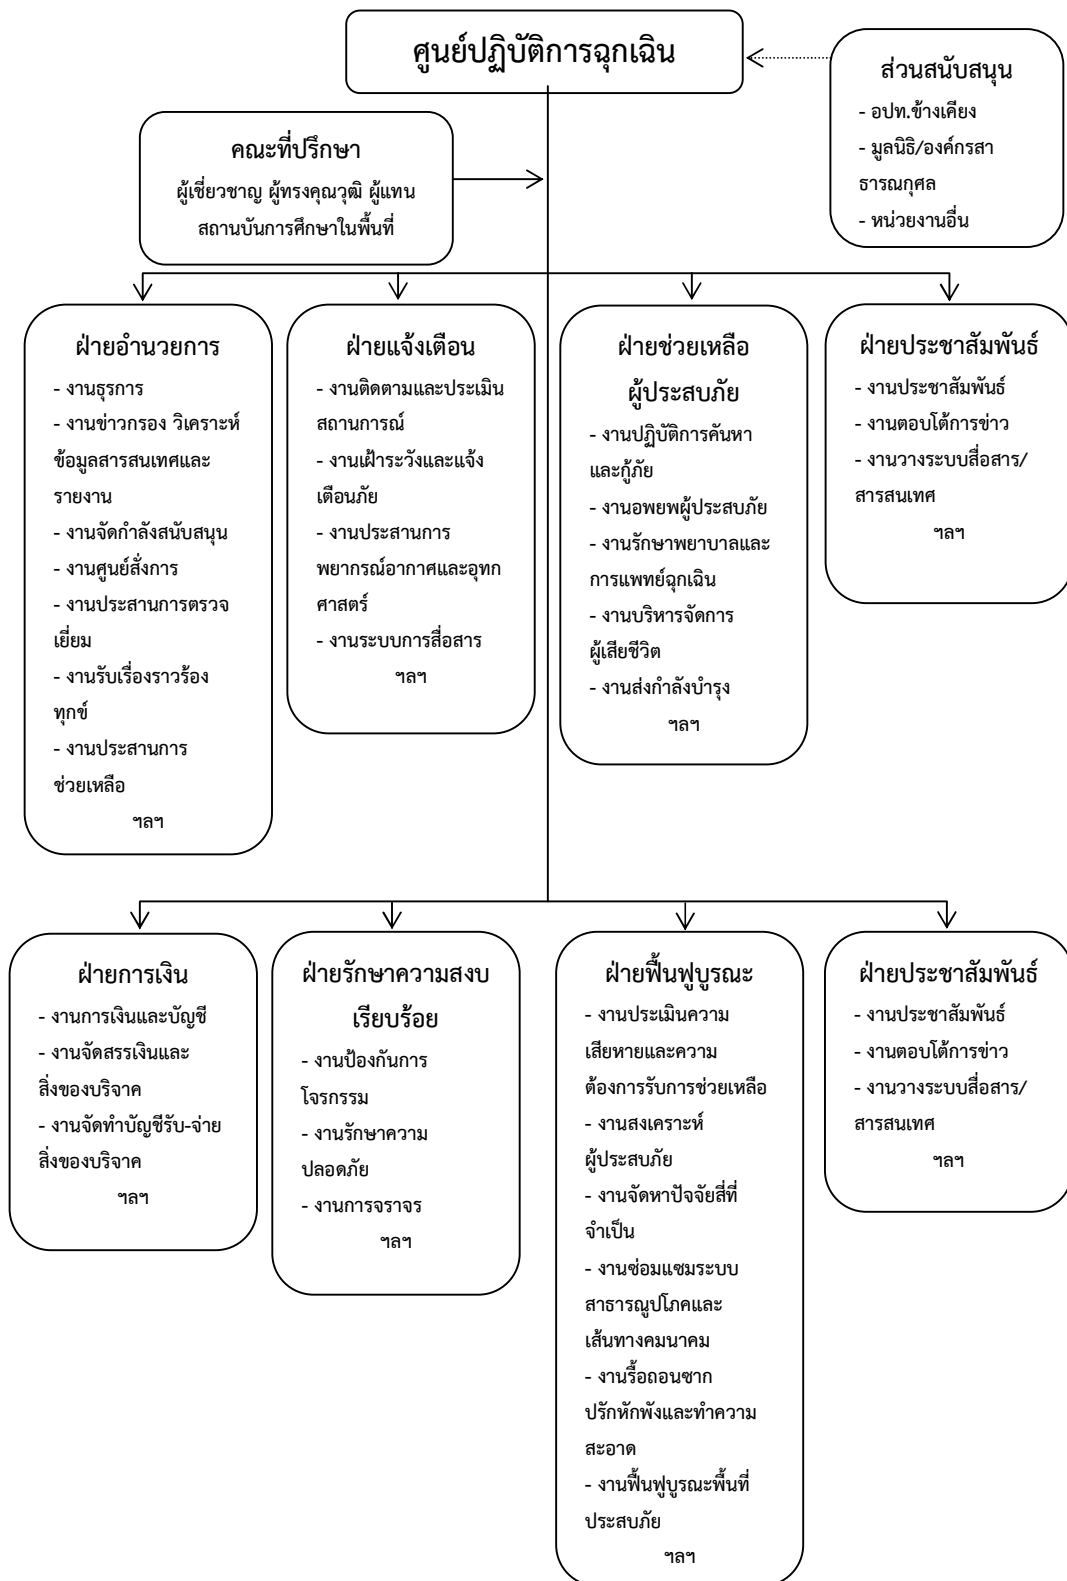 ศูนย์ปฏิบัติการฉุกเฉิน
ส่วนสนับสนุน
- อปท.ข้างเคียง
- มูลนิธิ/องค์กรสา
ธารณกุศล
- หน่วยงานอื่น
คณะที่ปรึกษา
ผู้เชี่ยวชาญ ผู้ทรงคุณวุฒิ ผู้แทน
สถาบันการศึกษาในพื้นที่
ฝ่ายอำนวยการ
- งานธุรการ
- งานข่าวกรอง วิเคราะห์
ข้อมูลสารสนเทศและ
รายงาน
- งานจัดกำลังสนับสนุน
- งานศูนย์สั่งการ
- งานประสานการตรวจ
เยี่ยม
- งานรับเรื่องราวร้อง
ทุกข์
- งานประสานการ
ช่วยเหลือ
ฯลฯ
ฝ่ายแจ้งเตือน
- งานติดตามและประเมิน
สถานการณ์
- งานเฝ้าระวังและแจ้ง
เตือนภัย
- งานประสานการ
พยากรณ์อากาศและอุทก
ศาสตร์
- งานระบบการสื่อสาร
ฯลฯ
ฝ่ายช่วยเหลือ
ผู้ประสบภัย
- งานปฏิบัติการค้นหา
และกู้ภัย
- งานอพยพผู้ประสบภัย
- งานรักษาพยาบาลและ
การแพทย์ฉุกเฉิน
- งานบริหารจัดการ
ผู้เสียชีวิต
- งานส่งกำลังบำรุง
ฯลฯ
ฝ่ายประชาสัมพันธ์
- งานประชาสัมพันธ์
- งานตอบโต้การข่าว
- งานวางระบบสื่อสาร/
สารสนเทศ
ฯลฯ
ฝ่ายการเงิน
- งานการเงินและบัญชี
- งานจัดสรรเงินและ
สิ่งของบริจาค
- งานจัดทำบัญชีรับ-จ่าย
สิ่งของบริจาค
ฯลฯ
ฝ่ายรักษาความสงบ
เรียบร้อย
- งานป้องกันการ
โจรกรรม
- งานรักษาความ
ปลอดภัย
- งานการจราจร
ฯลฯ
ฝ่ายฟื้นฟูบูรณะ
- งานประเมินความ
เสียหายและความ
ต้องการรับการช่วยเหลือ
- งานสงเคราะห์
ผู้ประสบภัย
- งานจัดหาปัจจัยสี่ที่
จำเป็น
- งานซ่อมแซมระบบ
สาธารณูปโภคและ
เส้นทางคมนาคม
- งานรื้อถอนซาก
ปรักหักพังและทำความ
สะอาด
- งานฟื้นฟูบูรณะพื้นที่
ประสบภัย
ฯลฯ
ฝ่ายประชาสัมพันธ์
- งานประชาสัมพันธ์
- งานตอบโต้การข่าว
- งานวางระบบสื่อสาร/
สารสนเทศ
ฯลฯ